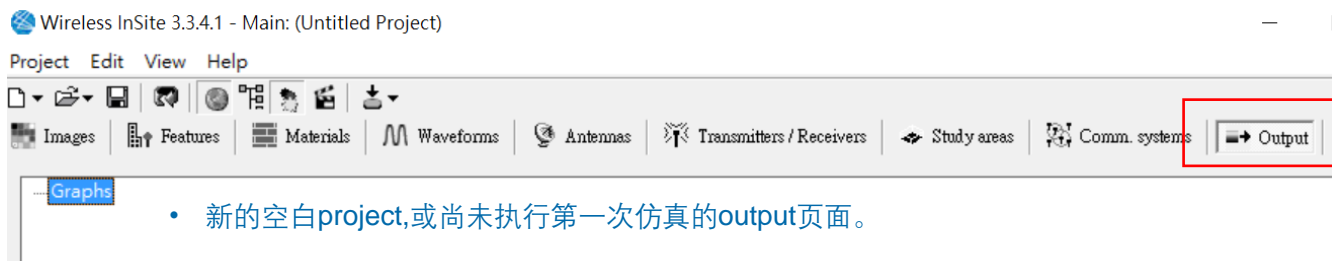 Wireless InSite 3.3.4.1 - Main: (Untitled Project)
Project Edit View Help
Images Features Materials Waveforms Antennas Transmitters / Receivers Study areas Comm. systems Output
Graphs
• 新的空白project,或尚未执行第一次仿真的output页面。